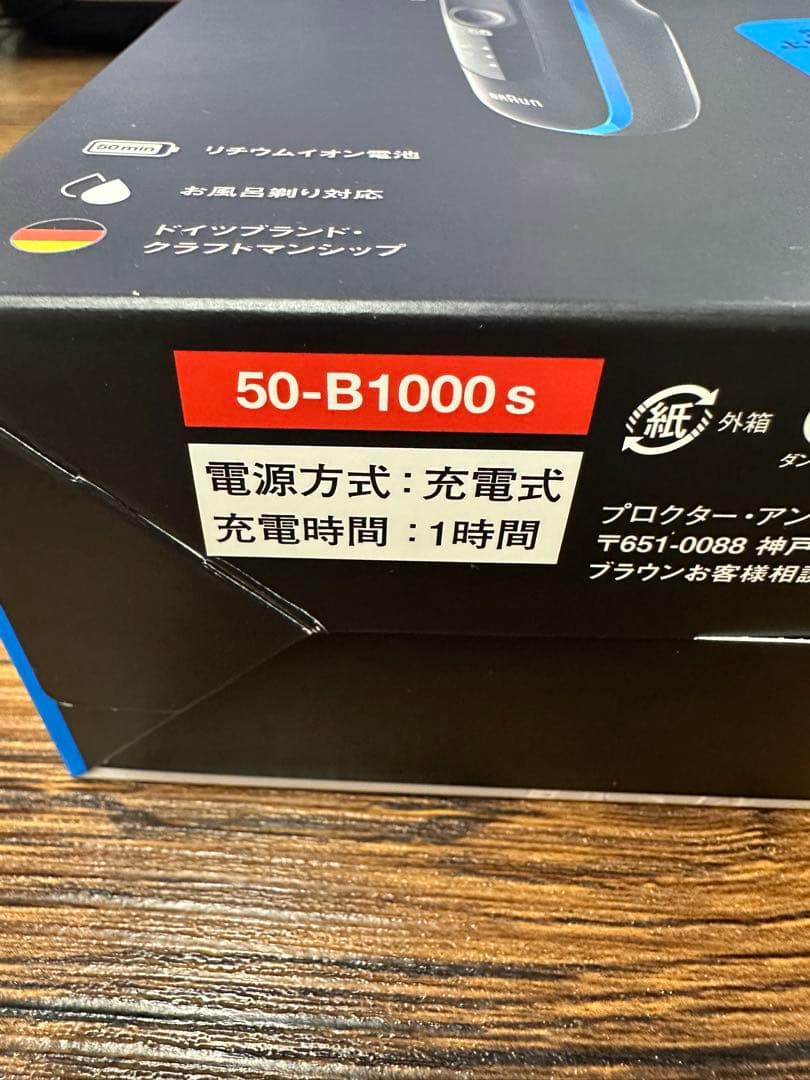 BRAUN
50min リチウムイオン電池
お風呂剃り対応
ドイツブランド・
クラフトマンシップ
50-B1000s
電源方式：充電式
充電時間：1時間
紙 外箱
ダン
プロクター・アン
〒651-0088 神戸
ブラウンお客様相談